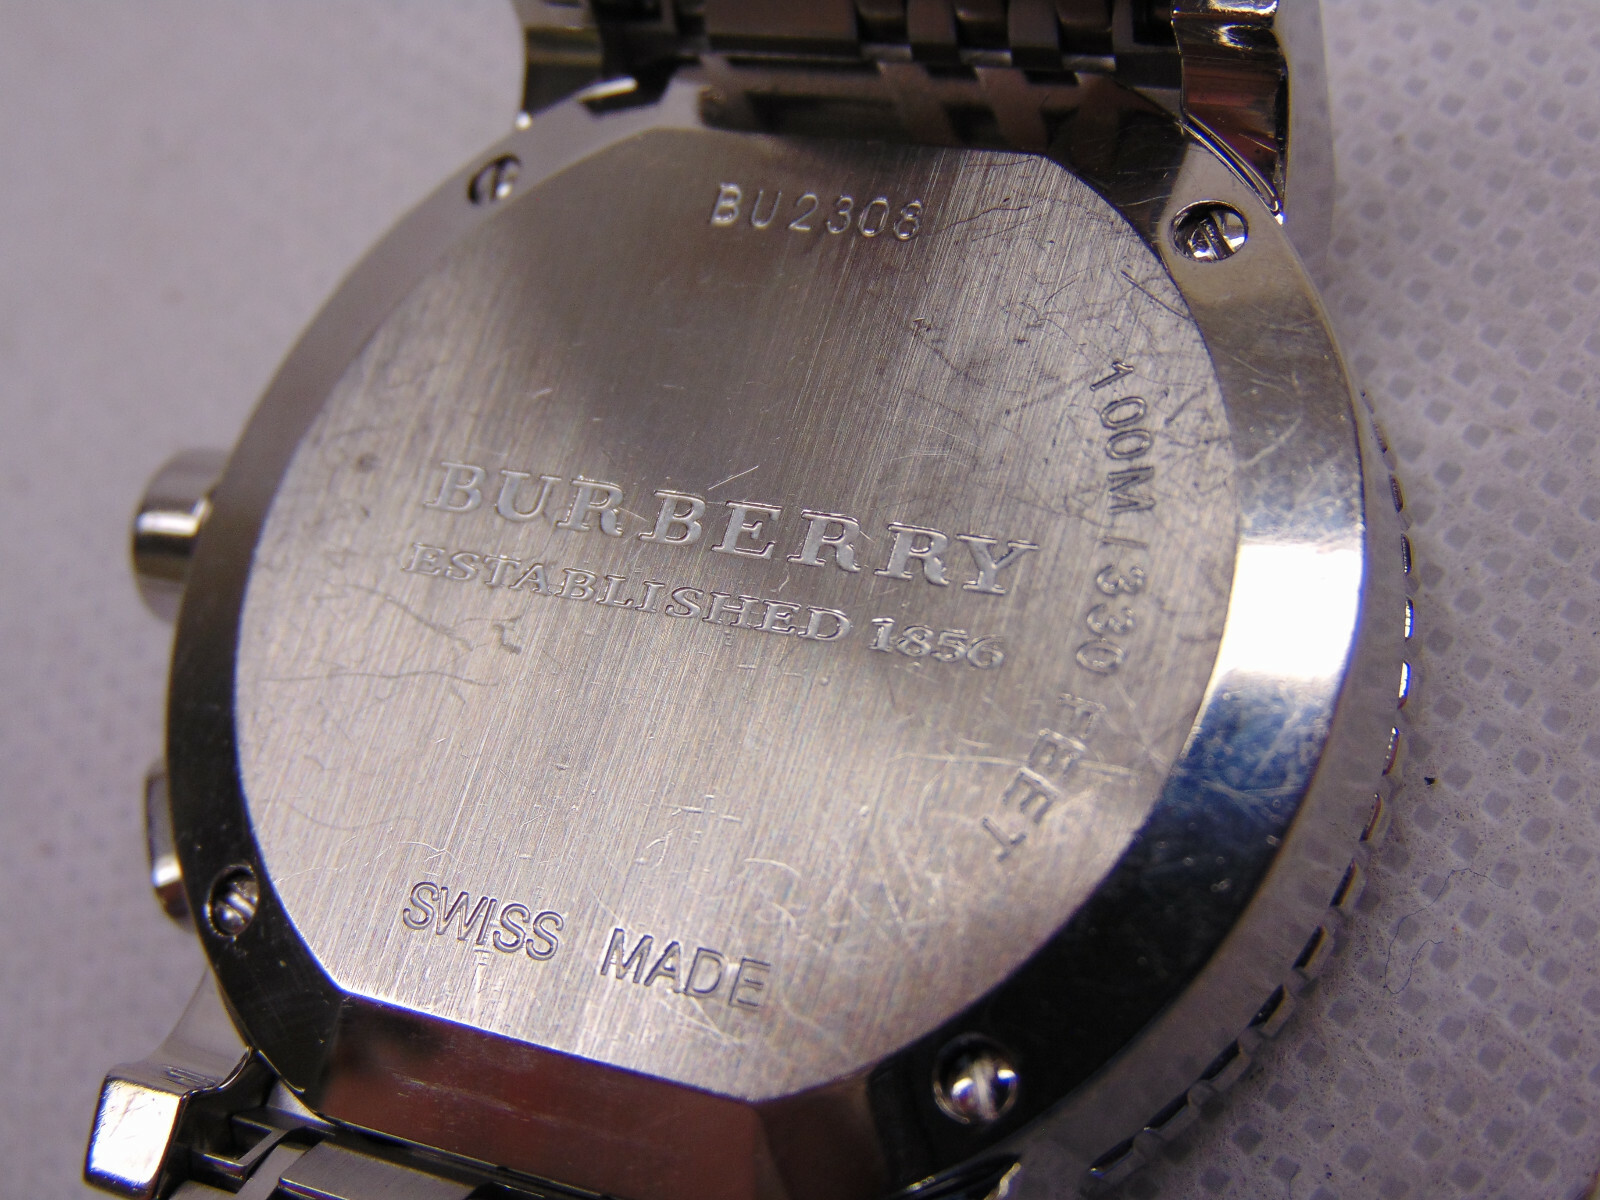 BU2308
BURBERRY
ESTABLISHED 1856
100M / 330 FEET
SWISS MADE